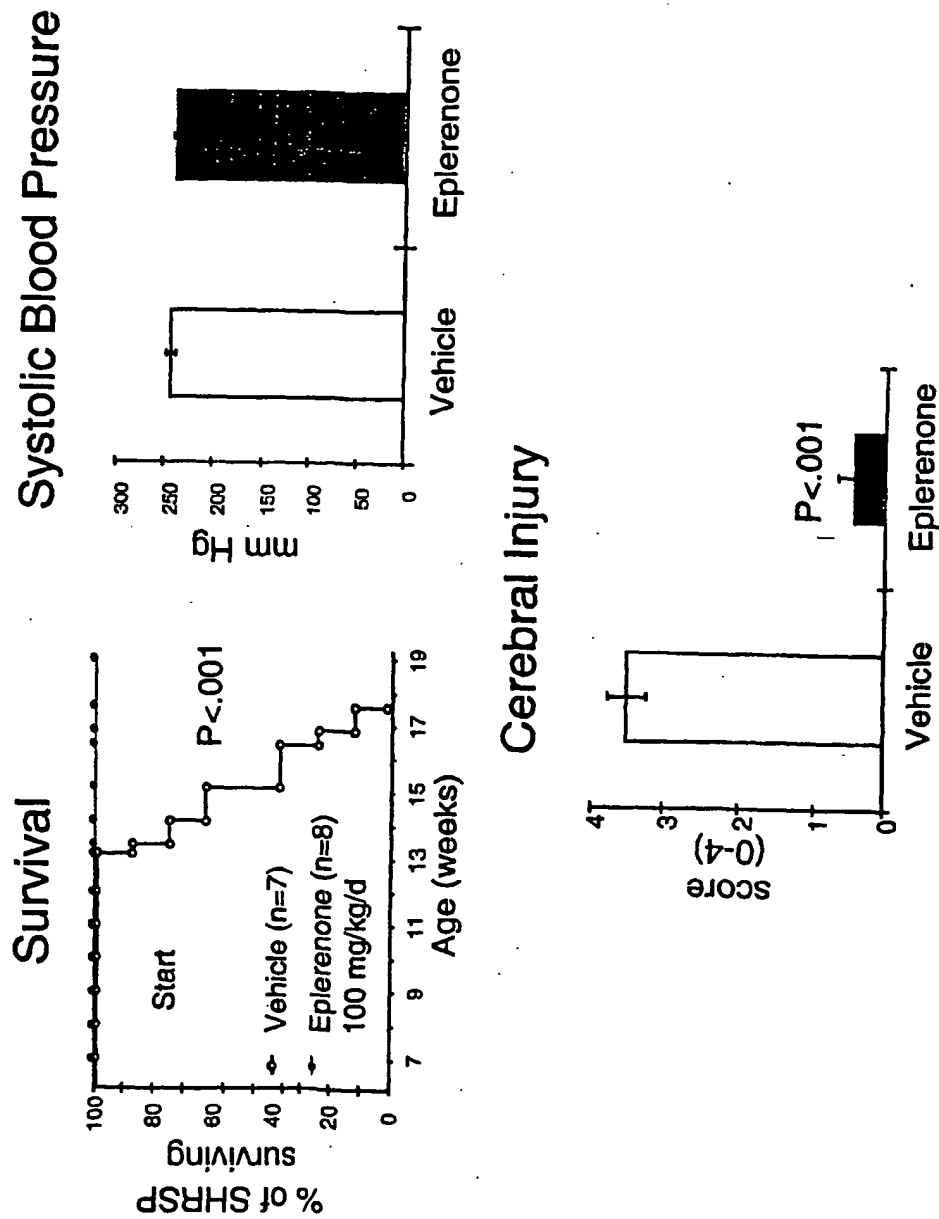 Survival
% of SHRSP
surviving
100
80
60
40
20
0
Start
P<.001
Vehicle (n=7)
Eplerenone (n=8)
100 mg/kg/d
7 9 11 13 15 17 19
Age (weeks)
Systolic Blood Pressure
mm Hg
300
250
200
150
100
50
0
Vehicle Eplerenone
Cerebral Injury
score
(0-4)
4
3
2
1
0
P<.001
Vehicle Eplerenone